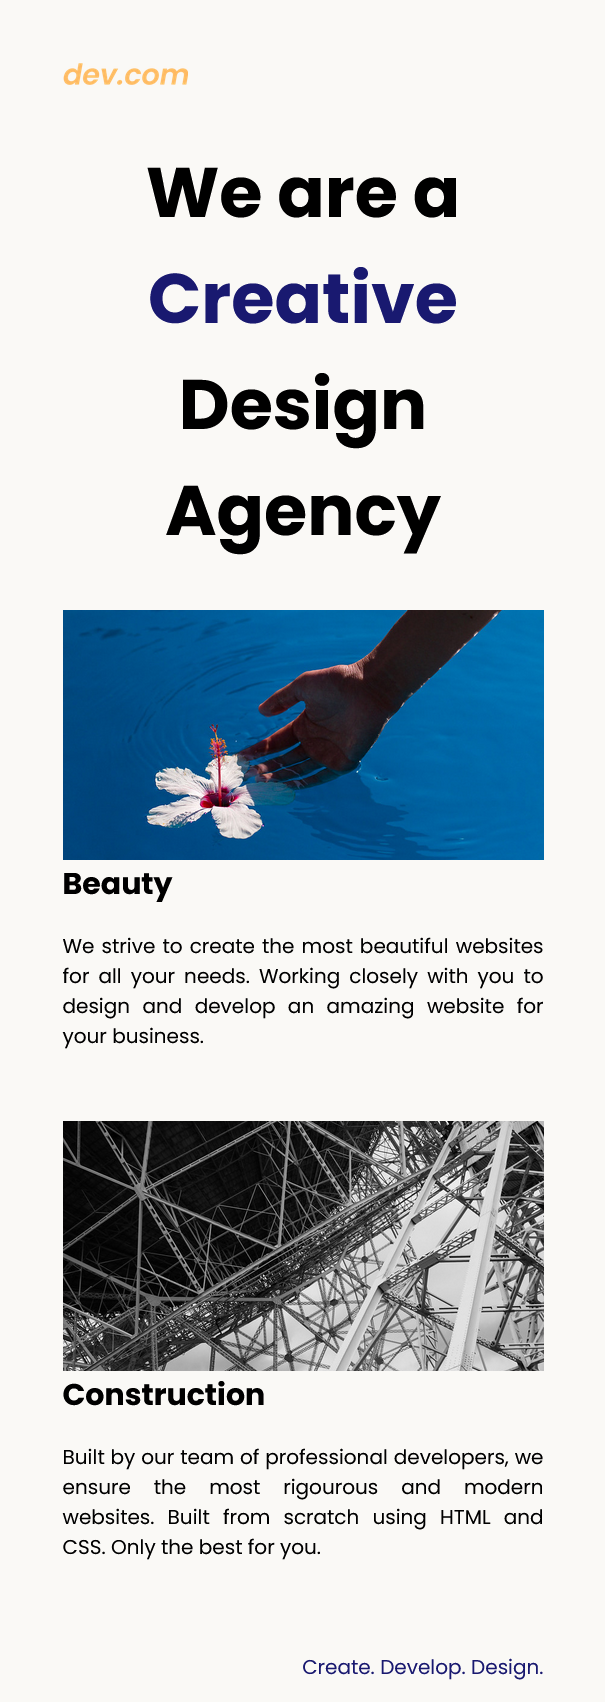 dev.com
We are a
Creative
Design
Agency
Beauty
We strive to create the most beautiful websites
for all your needs. Working closely with you to
design and develop an amazing website for
your business.
Construction
Built by our team of professional developers, we
ensure the most rigourous and modern
websites. Built from scratch using HTML and
CSS. Only the best for you.
Create. Develop. Design.